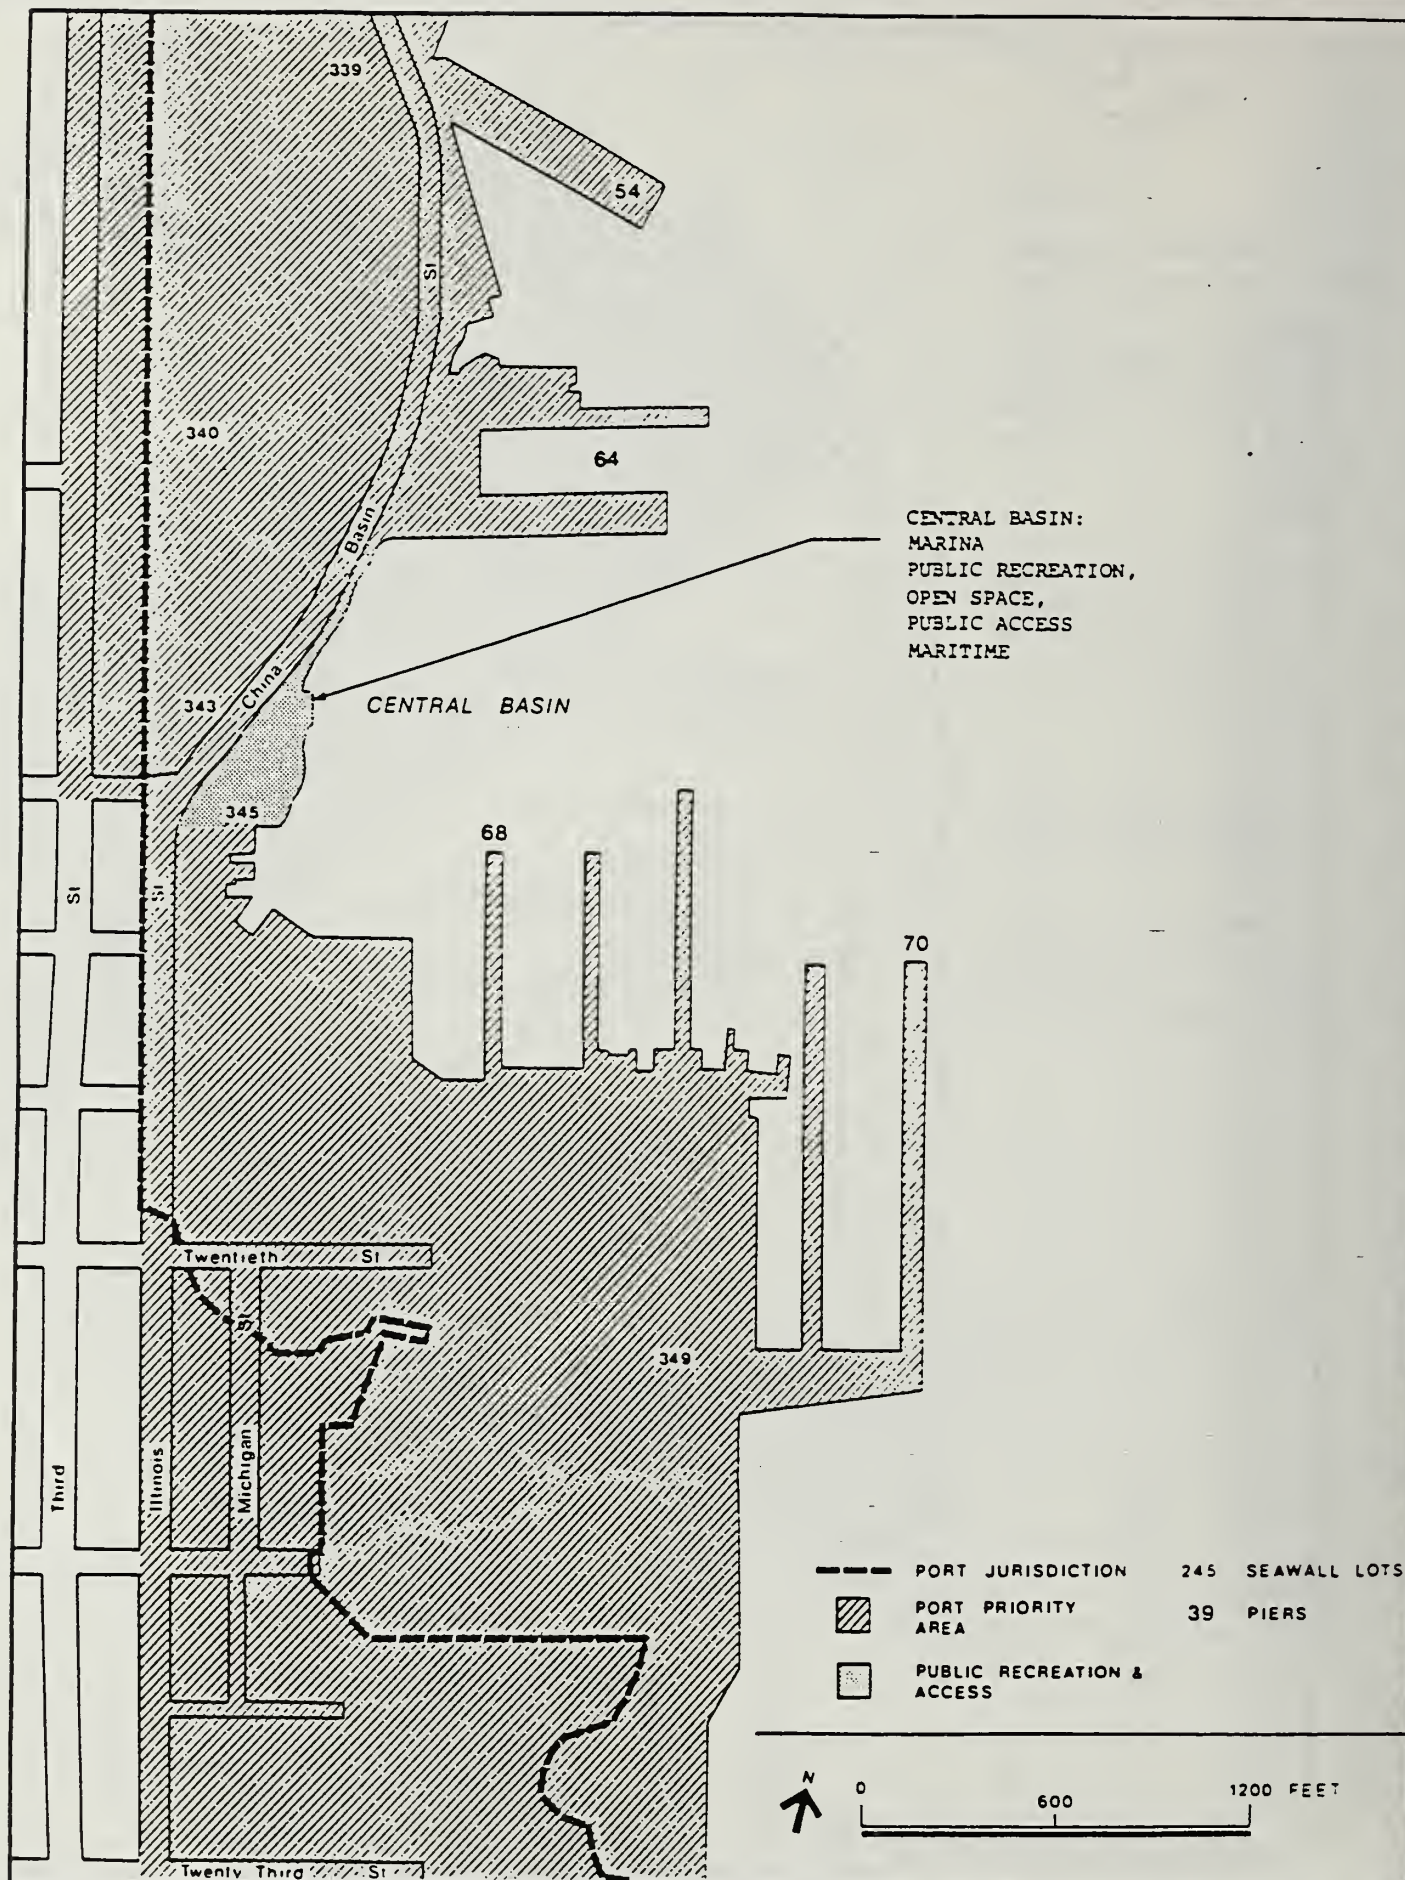 339
54
St
340
64
Basin
CENTRAL BASIN:
MARINA
PUBLIC RECREATION,
OPEN SPACE,
PUBLIC ACCESS
MARITIME
China
343
CENTRAL BASIN
345
68
St
St
70
Twentieth St
St
349
Third
Illinois
Michigan
PORT JURISDICTION
245 SEAWALL LOTS
PORT PRIORITY
AREA
39 PIERS
PUBLIC RECREATION &
ACCESS
N
0
600
1200 FEET
Twenty Third St